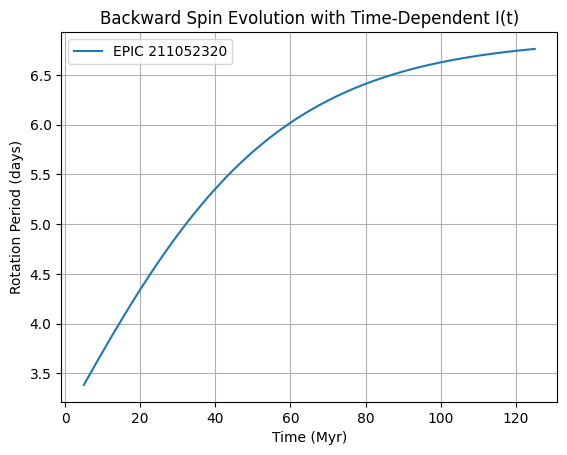 Backward Spin Evolution with Time-Dependent I(t)
EPIC 211052320
Rotation Period (days)
6.5
6.0
5.5
5.0
4.5
4.0
3.5
0 20 40 60 80 100 120
Time (Myr)